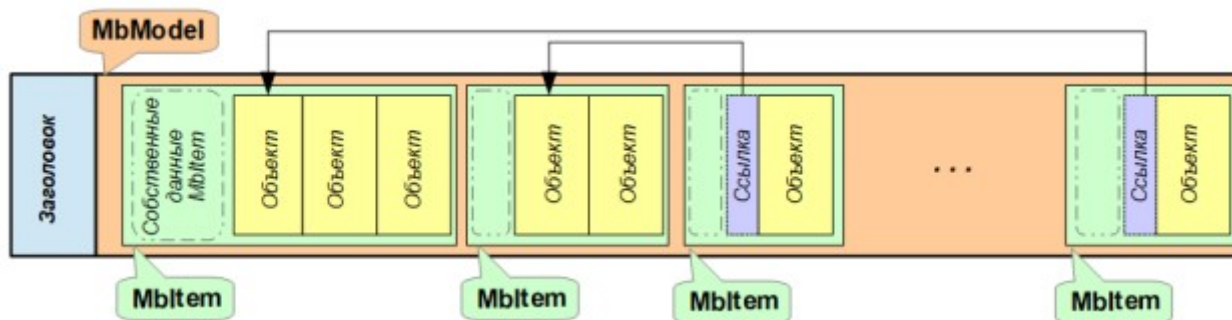 MbModel
Заголовок
Собственные
данные
MbItem
Объект
Объект
Объект
Объект
Объект
Ссылка
Объект
...
Ссылка
Объект
MbItem
MbItem
MbItem
MbItem